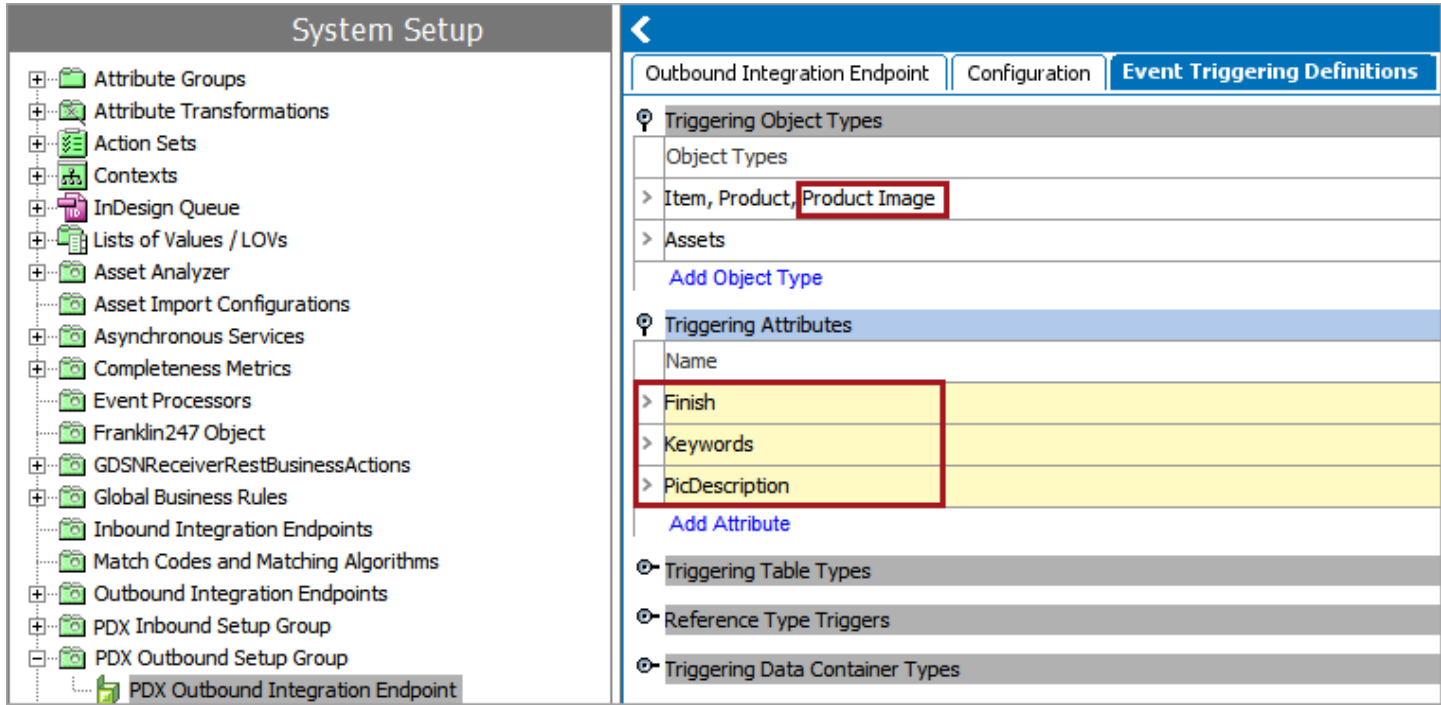 System Setup
Attribute Groups
Attribute Transformations
Action Sets
Contexts
InDesign Queue
Lists of Values / LOVs
Asset Analyzer
Asset Import Configurations
Asynchronous Services
Completeness Metrics
Event Processors
Franklin247 Object
GDSNReceiverRestBusinessActions
Global Business Rules
Inbound Integration Endpoints
Match Codes and Matching Algorithms
Outbound Integration Endpoints
PDX Inbound Setup Group
PDX Outbound Setup Group
PDX Outbound Integration Endpoint
Outbound Integration Endpoint Configuration Event Triggering Definitions
Triggering Object Types
Object Types
Item, Product, Product Image
Assets
Add Object Type
Triggering Attributes
Name
Finish
Keywords
PicDescription
Add Attribute
Triggering Table Types
Reference Type Triggers
Triggering Data Container Types